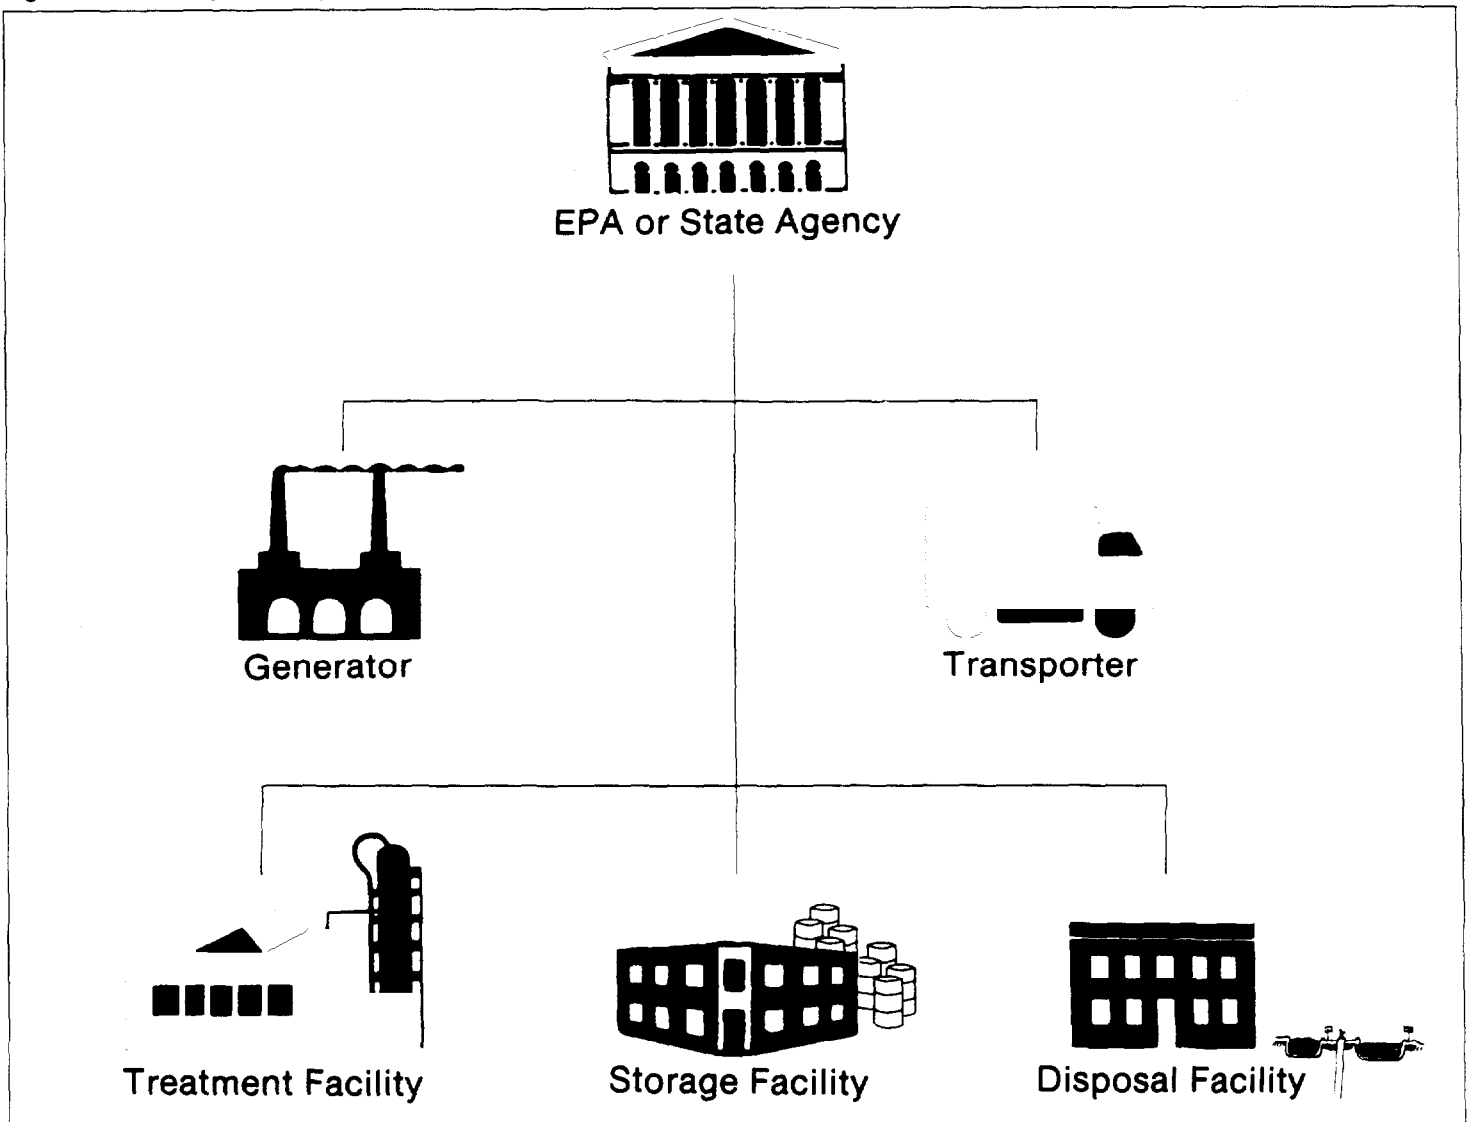 EPA or State Agency
Generator
Transporter
Treatment Facility
Storage Facility
Disposal Facility